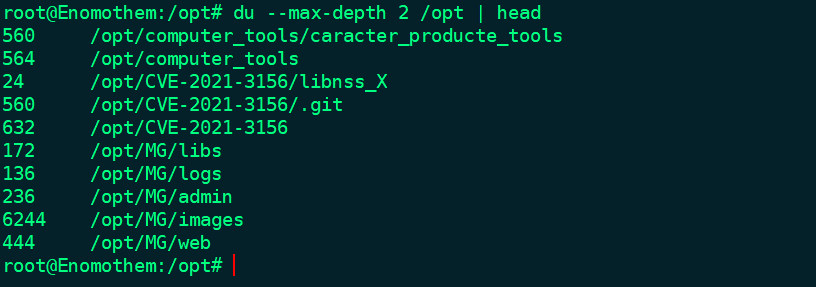 root@Enomothem:/opt# du --max-depth 2 /opt | head
560     /opt/computer_tools/caracter_producte_tools
564     /opt/computer_tools
24      /opt/CVE-2021-3156/libnss_X
560     /opt/CVE-2021-3156/.git
632     /opt/CVE-2021-3156
172     /opt/MG/libs
136     /opt/MG/logs
236     /opt/MG/admin
6244    /opt/MG/images
444     /opt/MG/web
root@Enomothem:/opt#